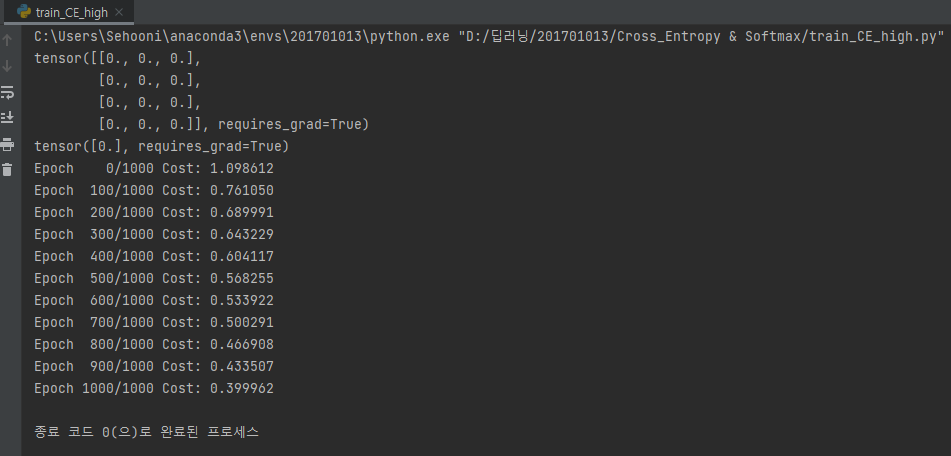 train_CE_high
C:\Users\Sehooni\anaconda3\envs\201701013\python.exe "D:/딥러닝/201701013/Cross_Entropy & Softmax/train_CE_high.py"
tensor([[0., 0., 0.],
        [0., 0., 0.],
        [0., 0., 0.],
        [0., 0., 0.]], requires_grad=True)
tensor([0.], requires_grad=True)
Epoch    0/1000 Cost: 1.098612
Epoch  100/1000 Cost: 0.761050
Epoch  200/1000 Cost: 0.689991
Epoch  300/1000 Cost: 0.643229
Epoch  400/1000 Cost: 0.604117
Epoch  500/1000 Cost: 0.568255
Epoch  600/1000 Cost: 0.533922
Epoch  700/1000 Cost: 0.500291
Epoch  800/1000 Cost: 0.466908
Epoch  900/1000 Cost: 0.433507
Epoch 1000/1000 Cost: 0.399962
종료 코드 0(으)로 완료된 프로세스